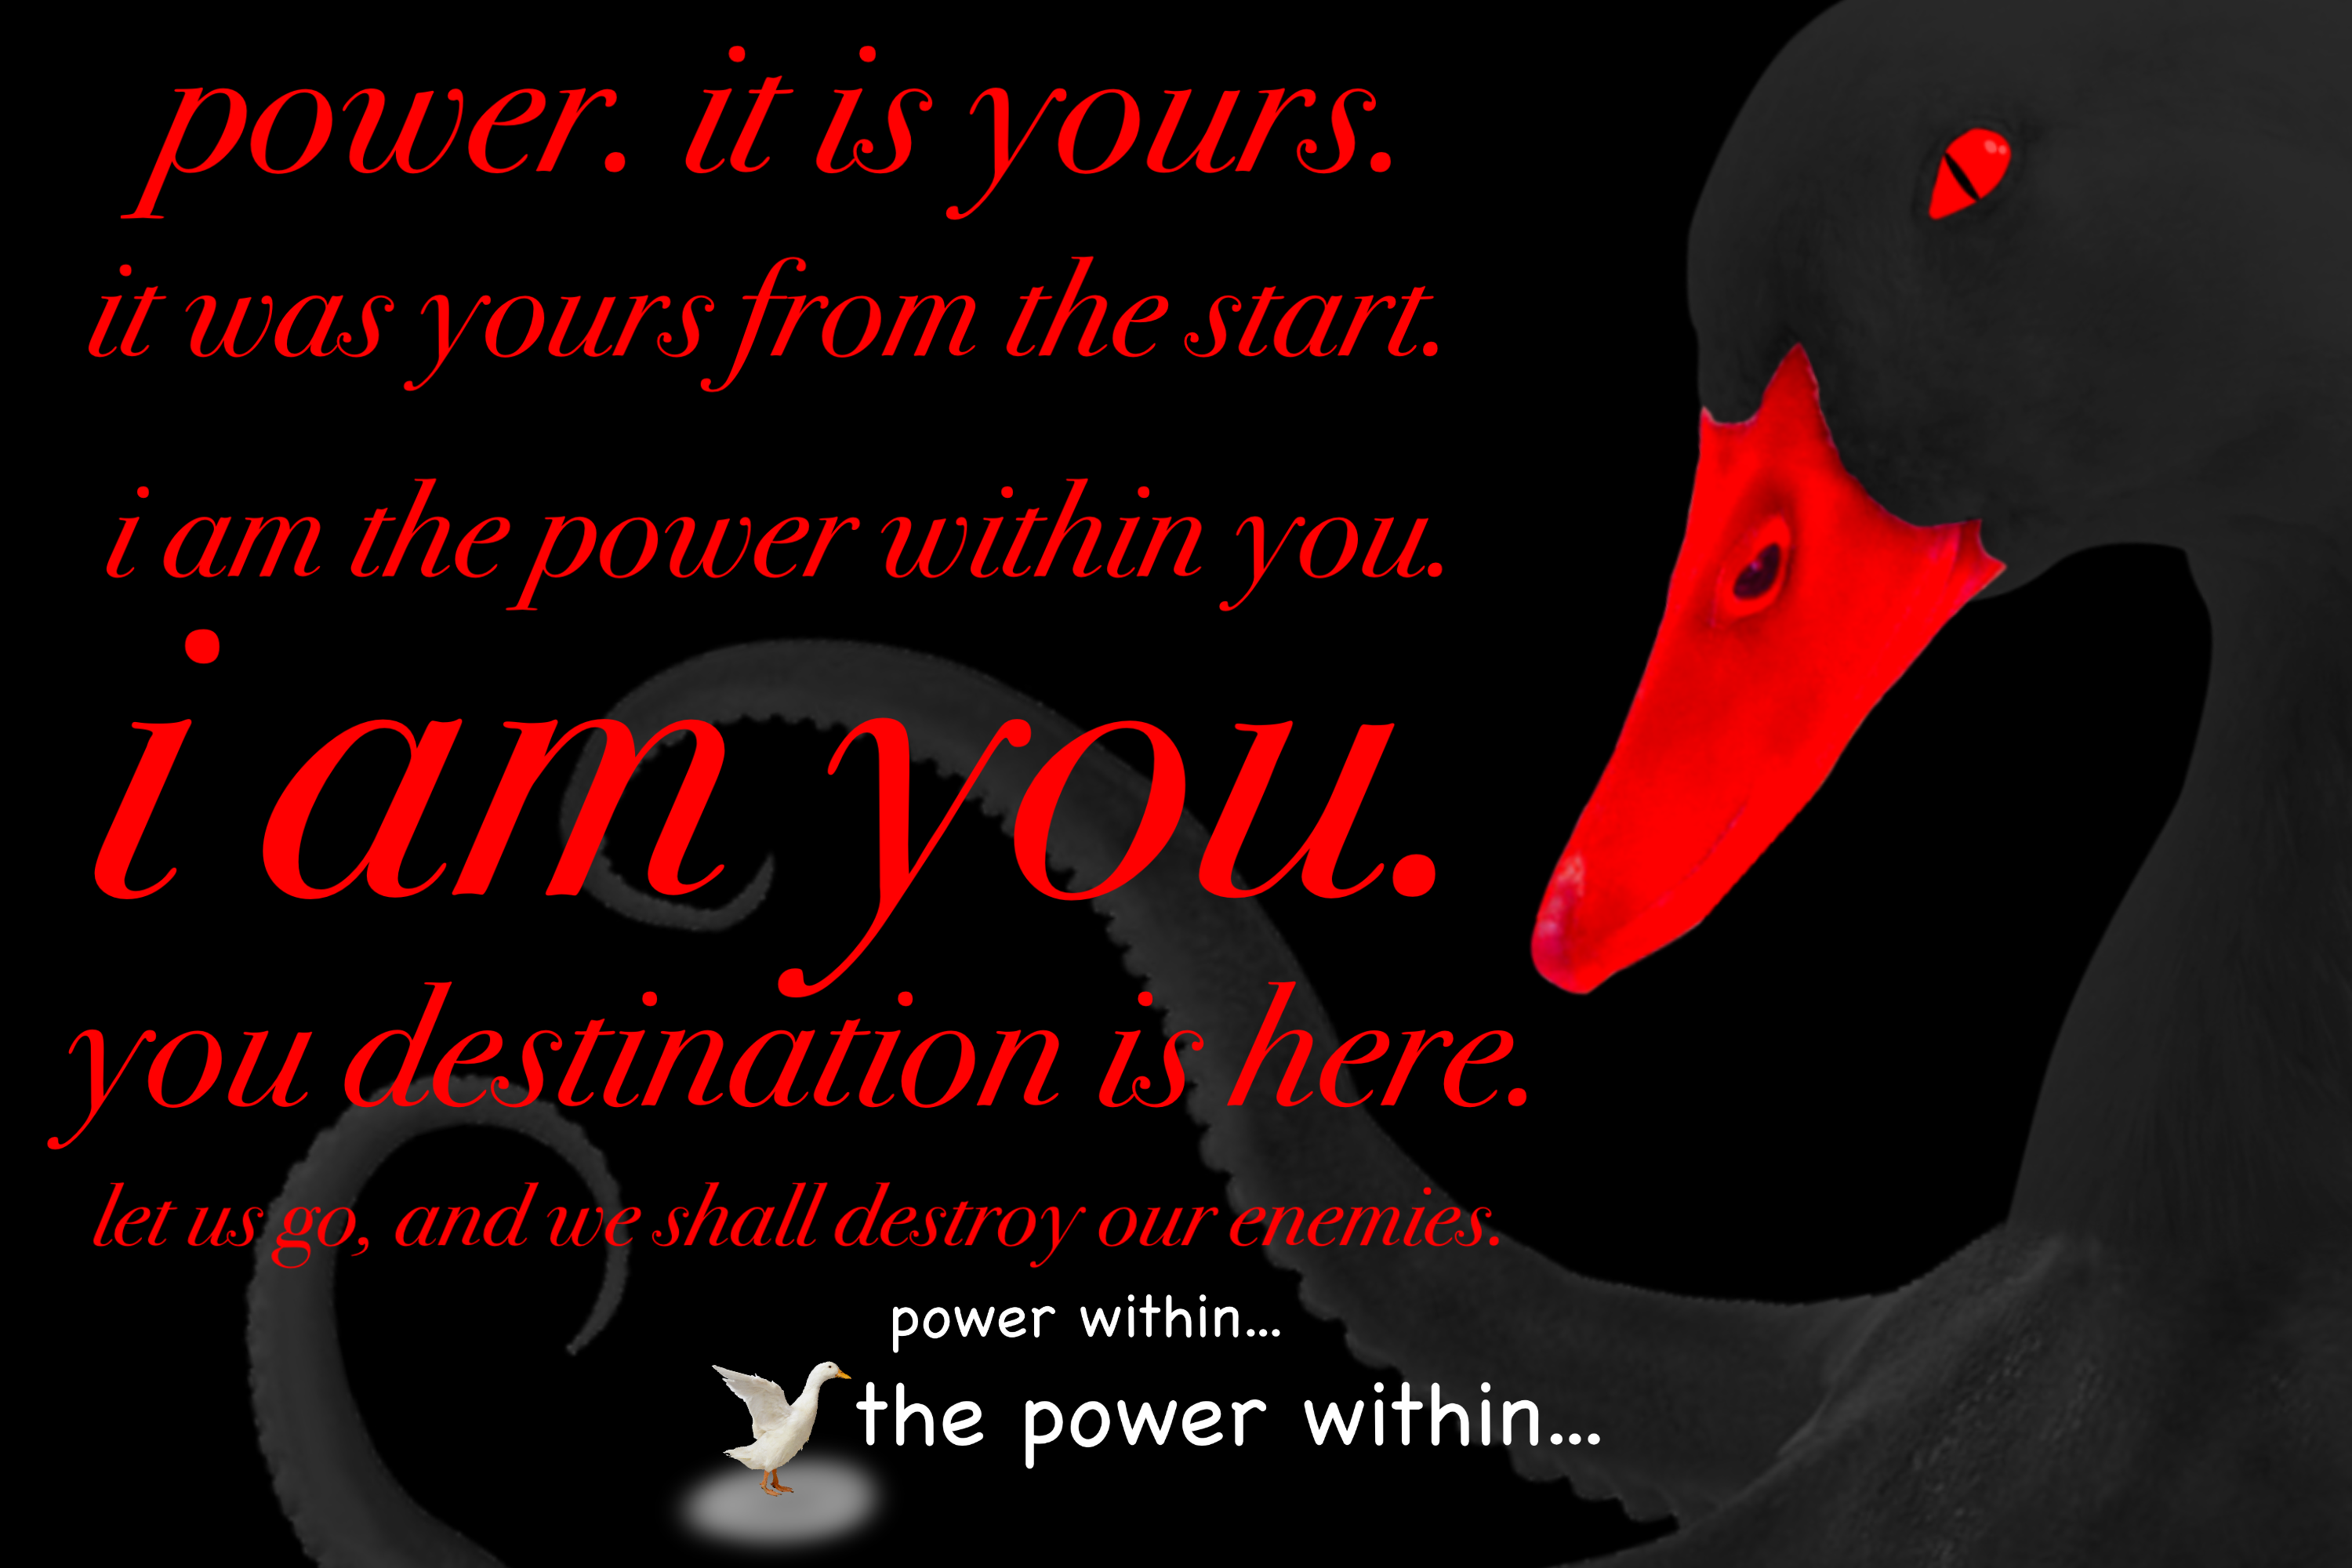 power. it is yours.
it was yours from the start.
i am the power within you.
i am you.
you destination is here.
let us go, and we shall destroy our enemies.
power within...
the power within...